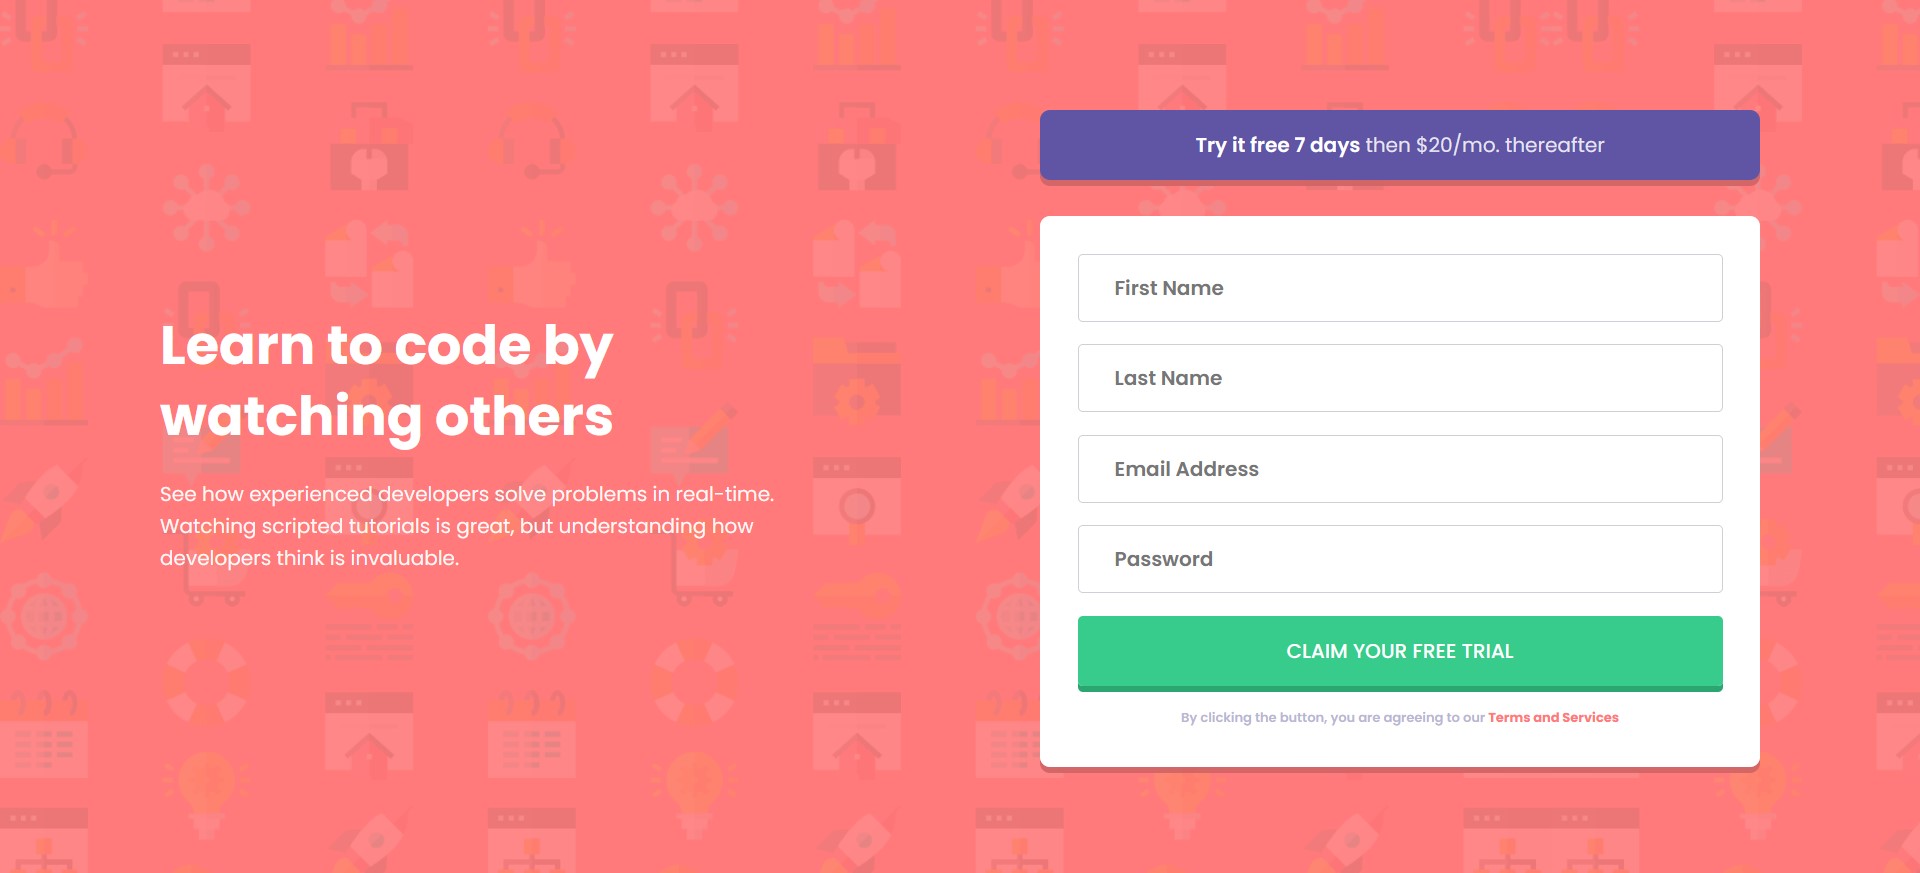 Learn to code by
watching others
See how experienced developers solve problems in real-time.
Watching scripted tutorials is great, but understanding how
developers think is invaluable.
Try it free 7 days then $20/mo. thereafter
First Name
Last Name
Email Address
Password
CLAIM YOUR FREE TRIAL
By clicking the button, you are agreeing to our Terms and Services